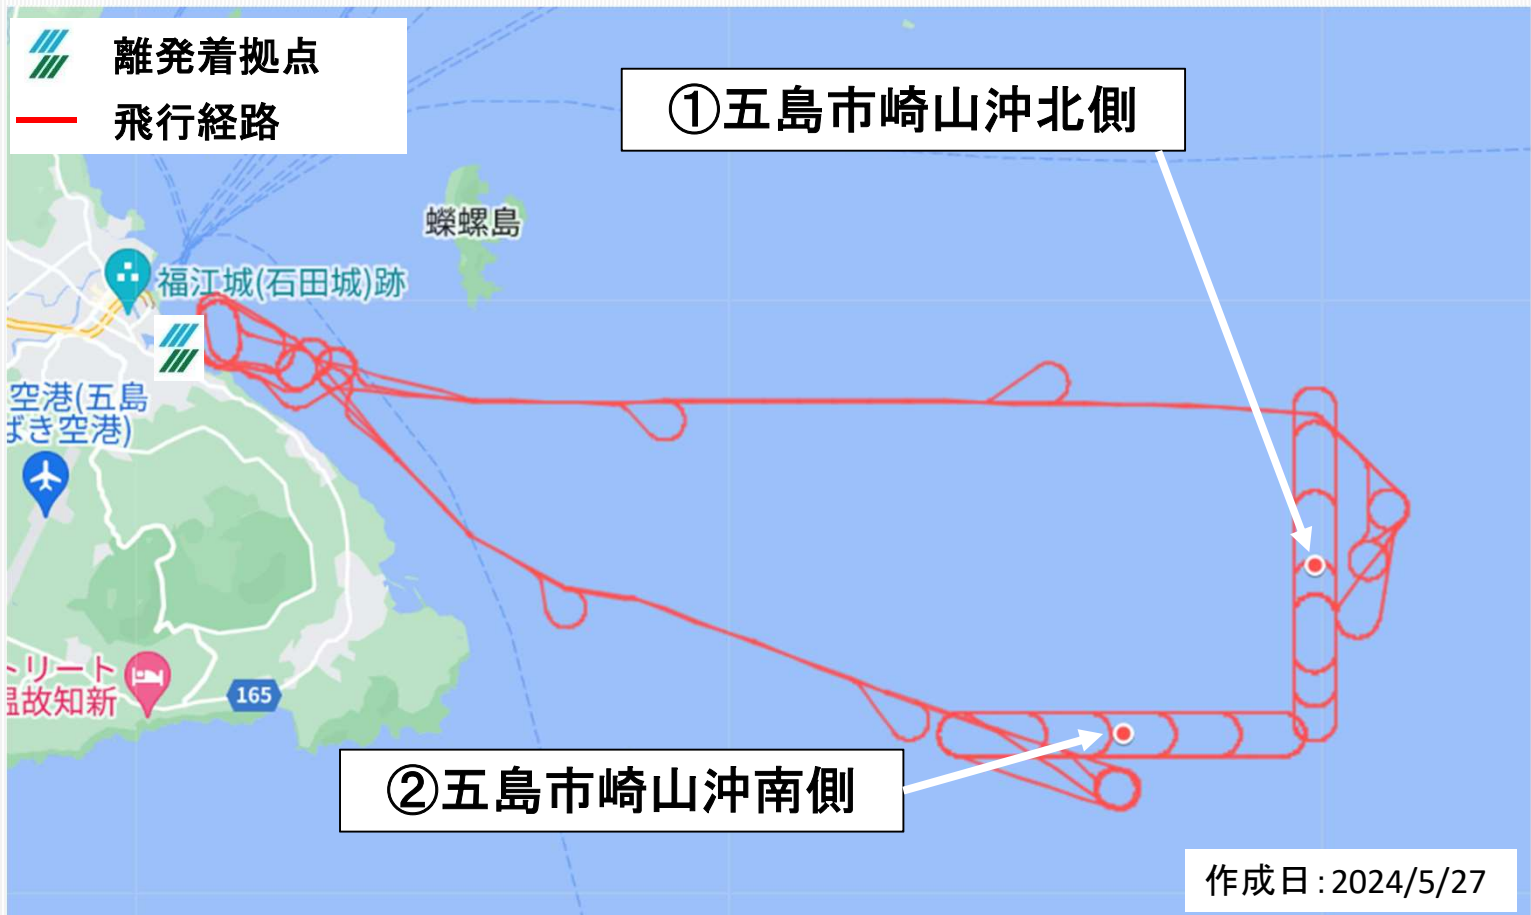 離発着拠点
飛行経路
①五島市崎山沖北側
蠑螺島
福江城(石田城)跡
空港(五島
ばき空港)
トリート
温故知新
165
②五島市崎山沖南側
作成日:2024/5/27